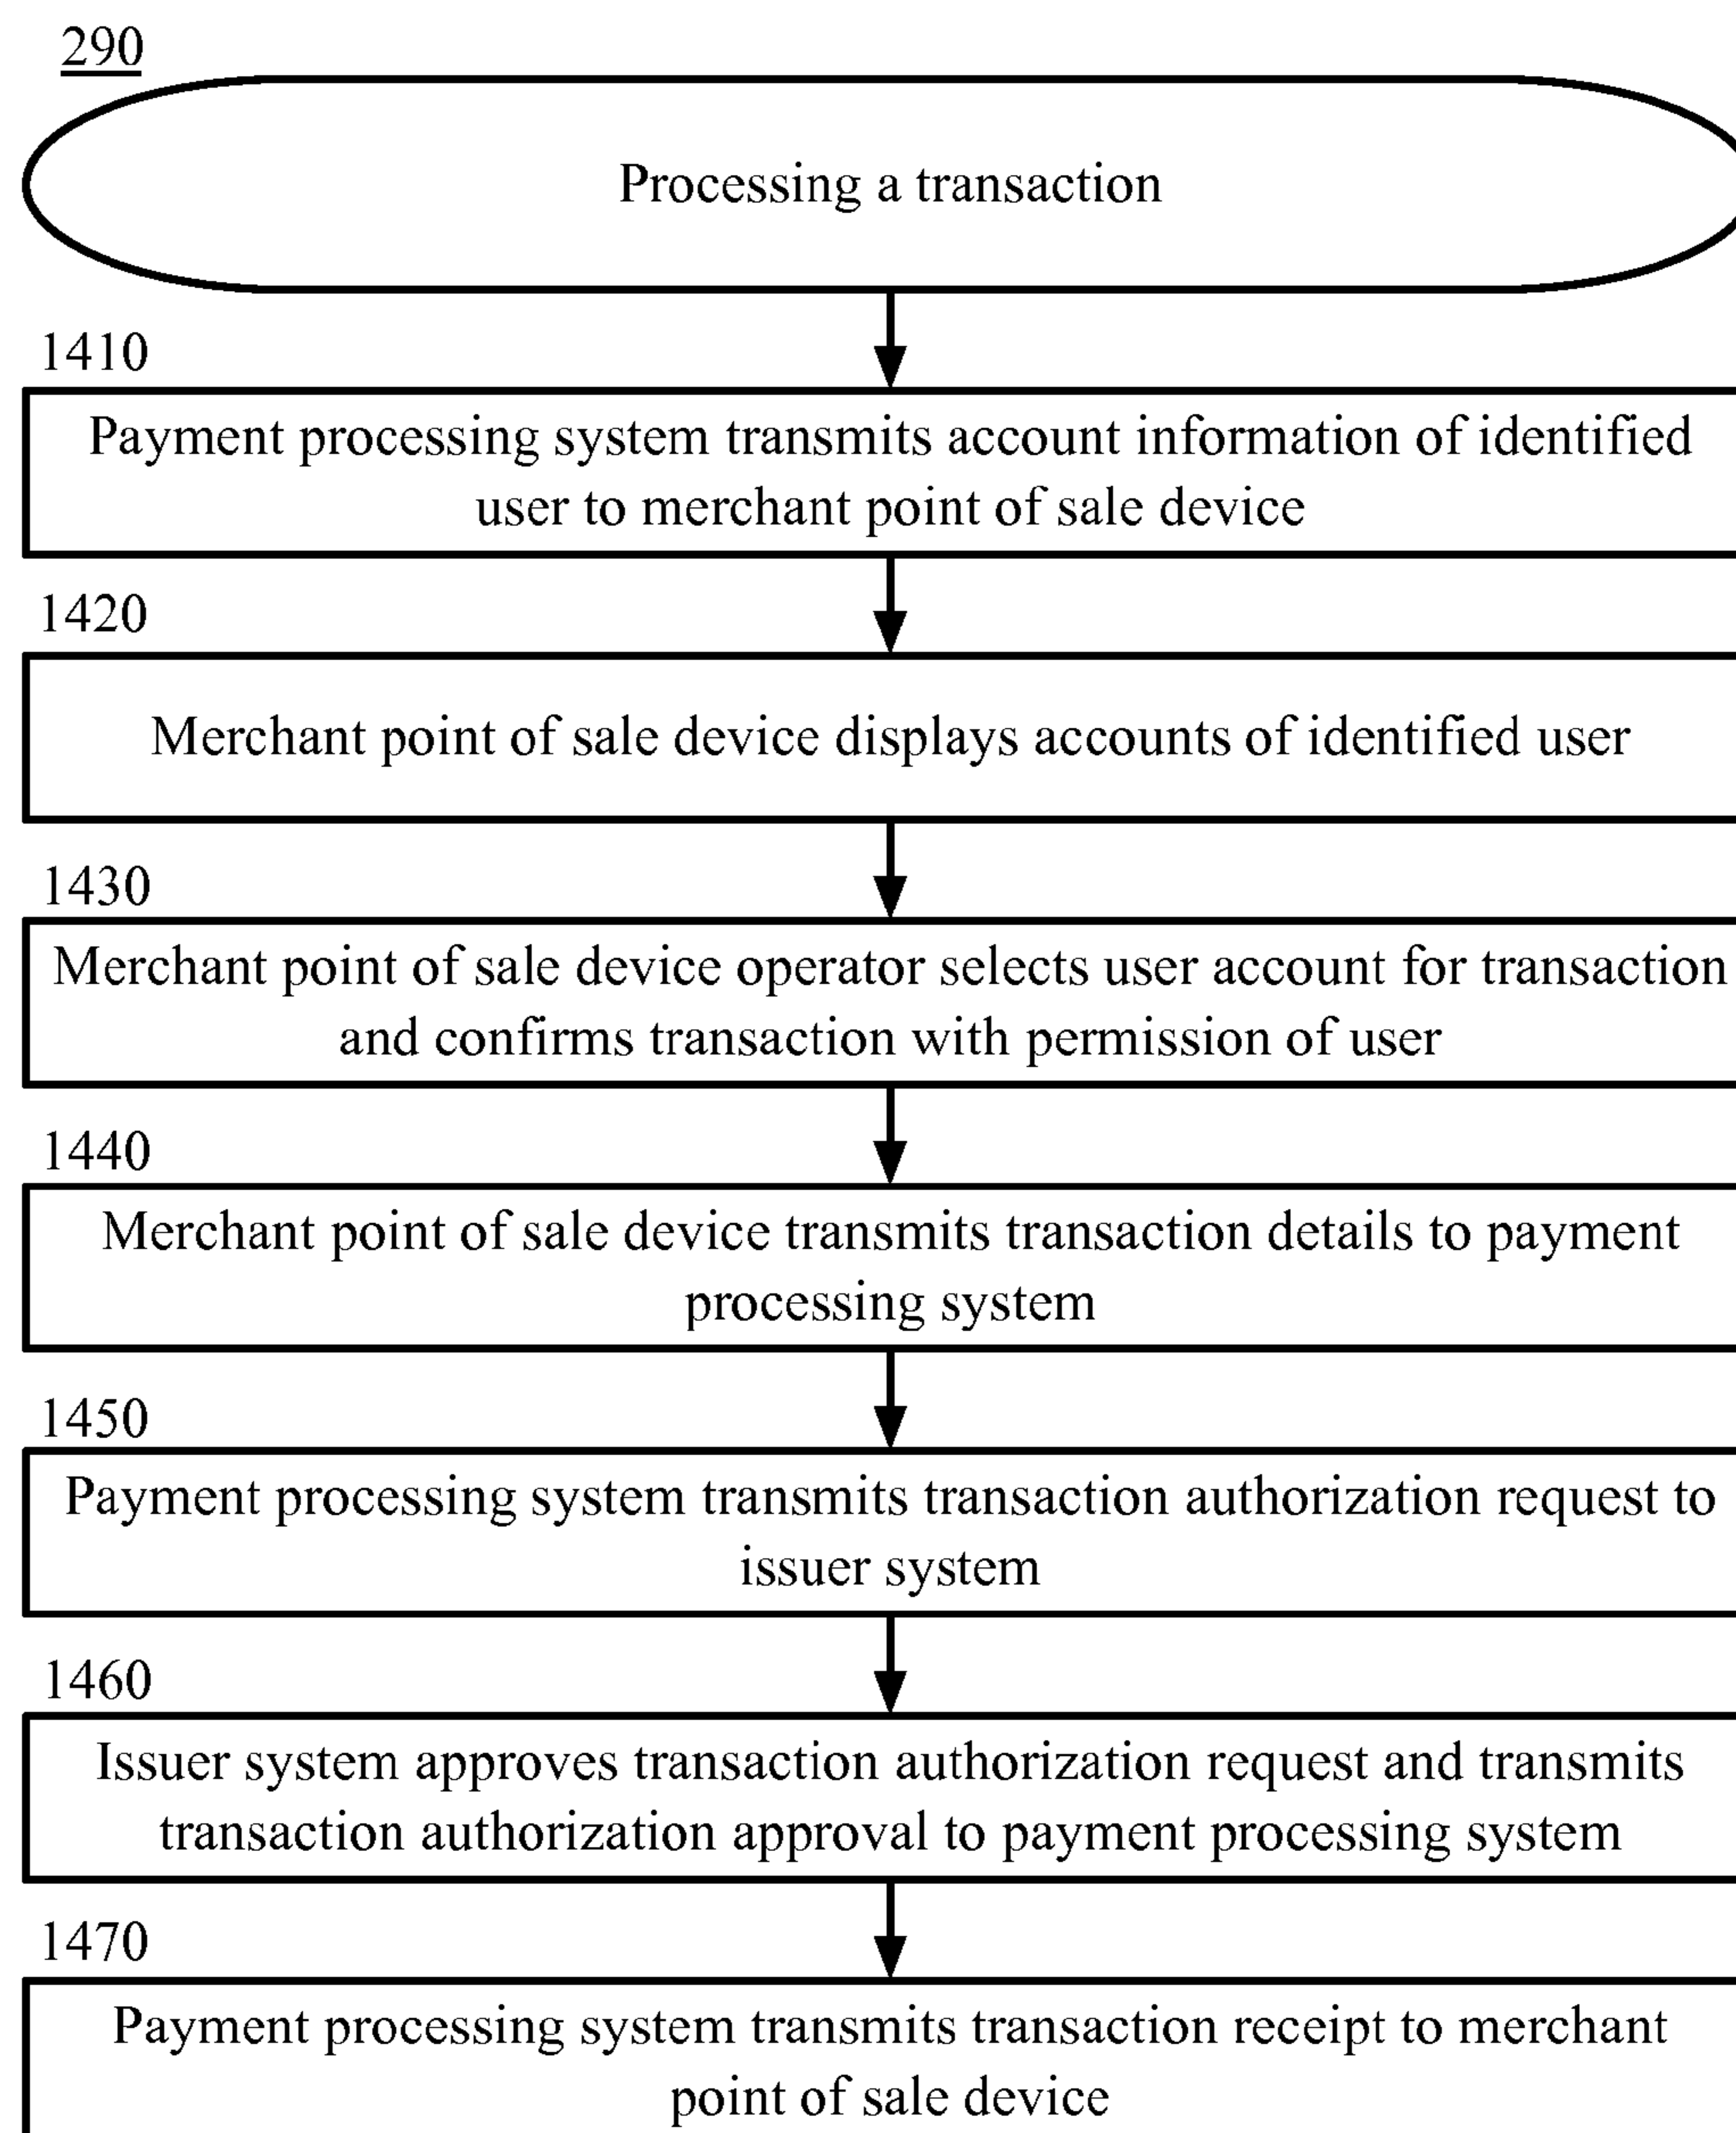 290
Processing a transaction
1410
Payment processing system transmits account information of identified
user to merchant point of sale device
1420
Merchant point of sale device displays accounts of identified user
1430
Merchant point of sale device operator selects user account for transaction
and confirms transaction with permission of user
1440
Merchant point of sale device transmits transaction details to payment
processing system
1450
Payment processing system transmits transaction authorization request to
issuer system
1460
Issuer system approves transaction authorization request and transmits
transaction authorization approval to payment processing system
1470
Payment processing system transmits transaction receipt to merchant
point of sale device